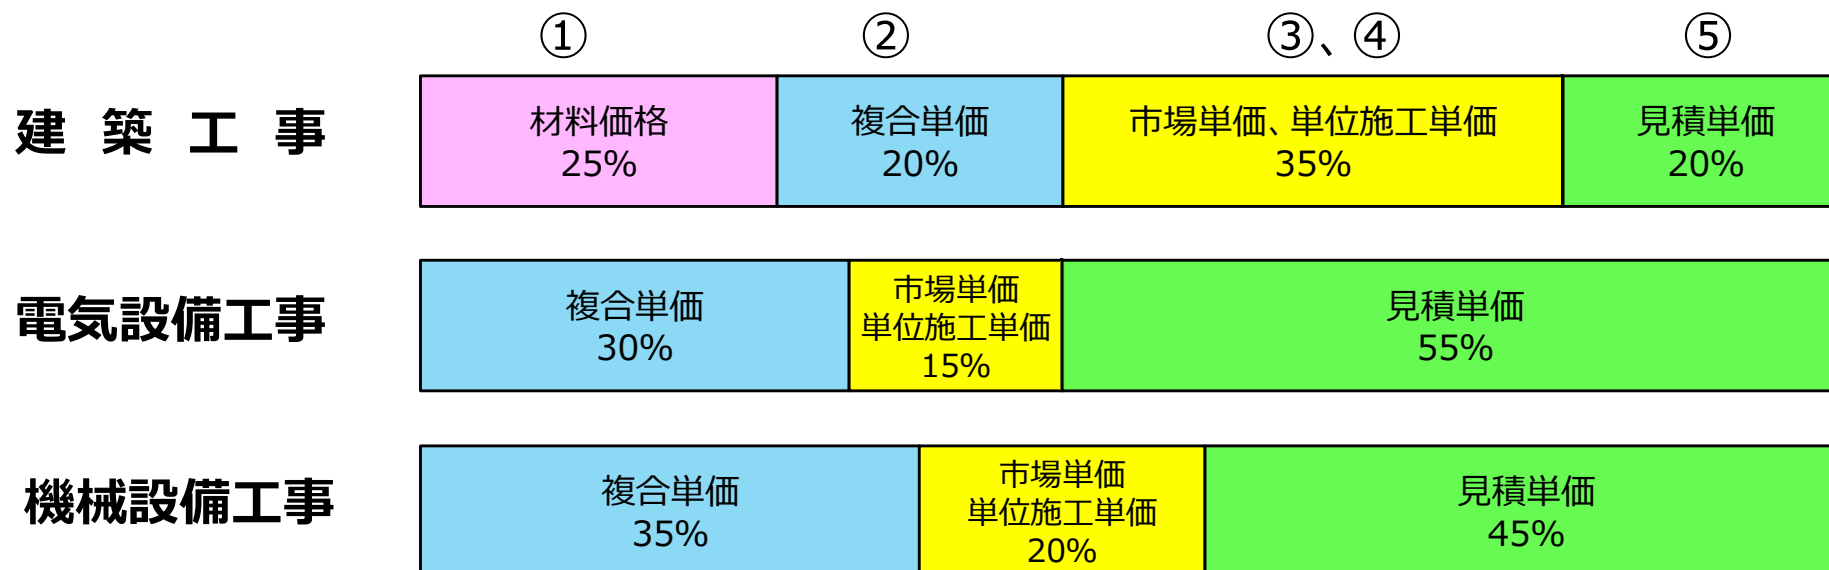 ① ② ③、④ ⑤
建築工事
材料価格
25%
複合単価
20%
市場単価、単位施工単価
35%
見積単価
20%
電気設備工事
複合単価
30%
市場単価
単位施工単価
15%
見積単価
55%
機械設備工事
複合単価
35%
市場単価
単位施工単価
20%
見積単価
45%